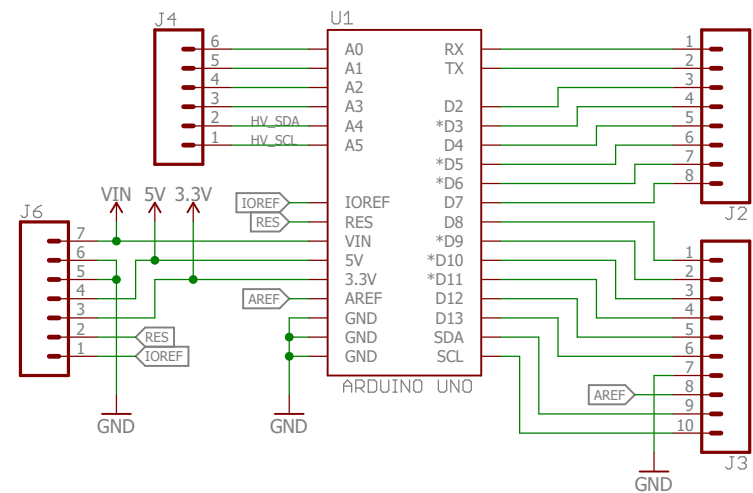 J4
6
5
4
3
2
1
HV_SDA
HV_SCL
U1
A0
A1
A2
A3
A4
A5
IOREF
RES
VIN
5V
3.3V
AREF
GND
GND
GND
RX
TX
D2
*D3
D4
*D5
*D6
D7
D8
*D9
*D10
*D11
D12
D13
SDA
SCL
ARDUINO UNO
IOREF
RES
AREF
GND
VIN 5V 3.3V
J6
7
6
5
4
3
2
1
RES
IOREF
GND
1
2
3
4
5
6
7
8
J2
1
2
3
4
5
6
7
8
9
10
AREF
J3
GND